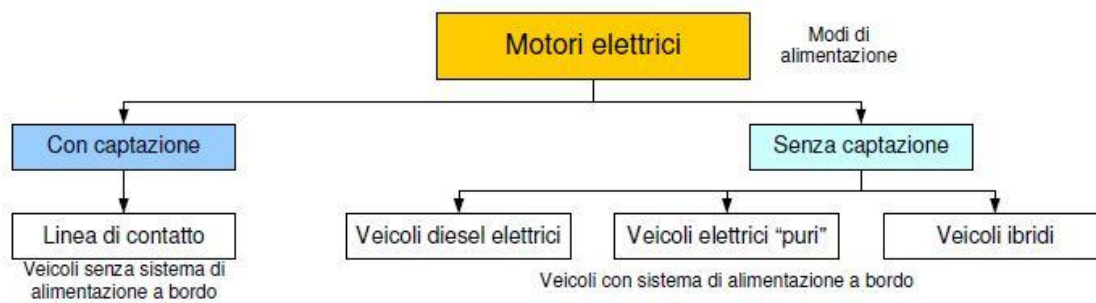 Motori elettrici
Modi di
alimentazione
Con captazione
Senza captazione
Linea di contatto
Veicoli diesel elettrici
Veicoli elettrici “puri”
Veicoli ibridi
Veicoli senza sistema di
alimentazione a bordo
Veicoli con sistema di alimentazione a bordo